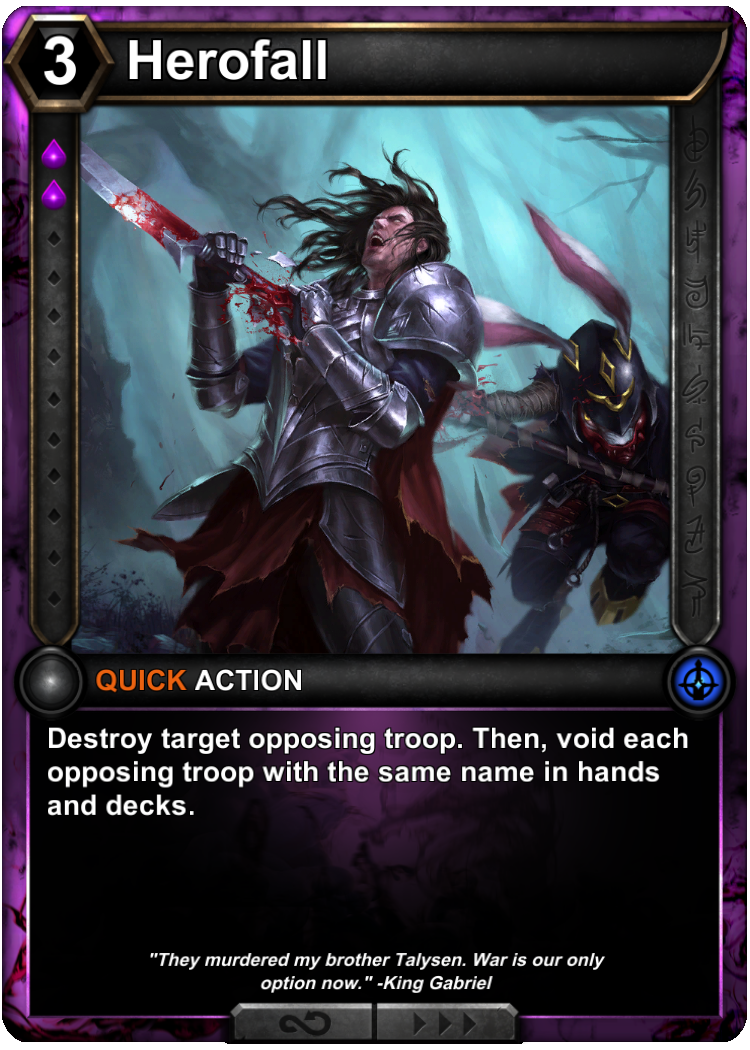 3 Herofall
QUICK ACTION
Destroy target opposing troop. Then, void each
opposing troop with the same name in hands
and decks.
"They murdered my brother Talysen. War is our only
option now." -King Gabriel